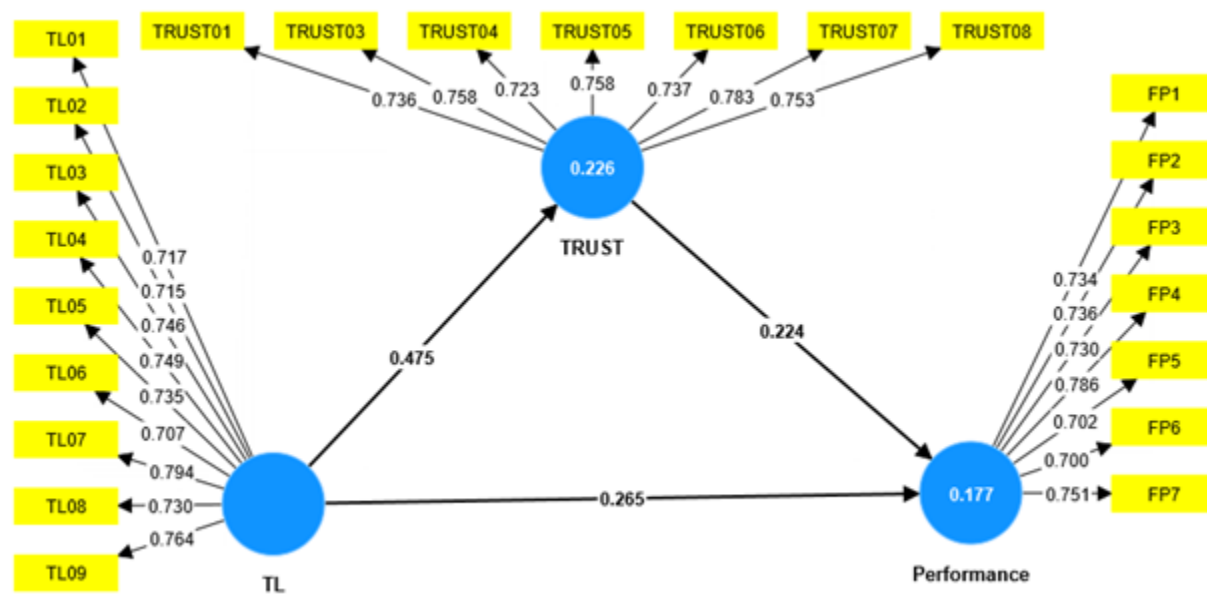 TL01
TL02
TL03
TL04
TL05
TL06
TL07
TL08
TL09
0.717
0.715
0.746
0.749
0.735
0.707
0.794
0.730
0.764
TL
TRUST01
TRUST03
TRUST04
TRUST05
TRUST06
TRUST07
TRUST08
0.736
0.758
0.723
0.758
0.737
0.783
0.753
0.226
TRUST
0.475
0.224
0.265
0.177
Performance
0.734
0.736
0.730
0.786
0.702
0.700
0.751
FP1
FP2
FP3
FP4
FP5
FP6
FP7